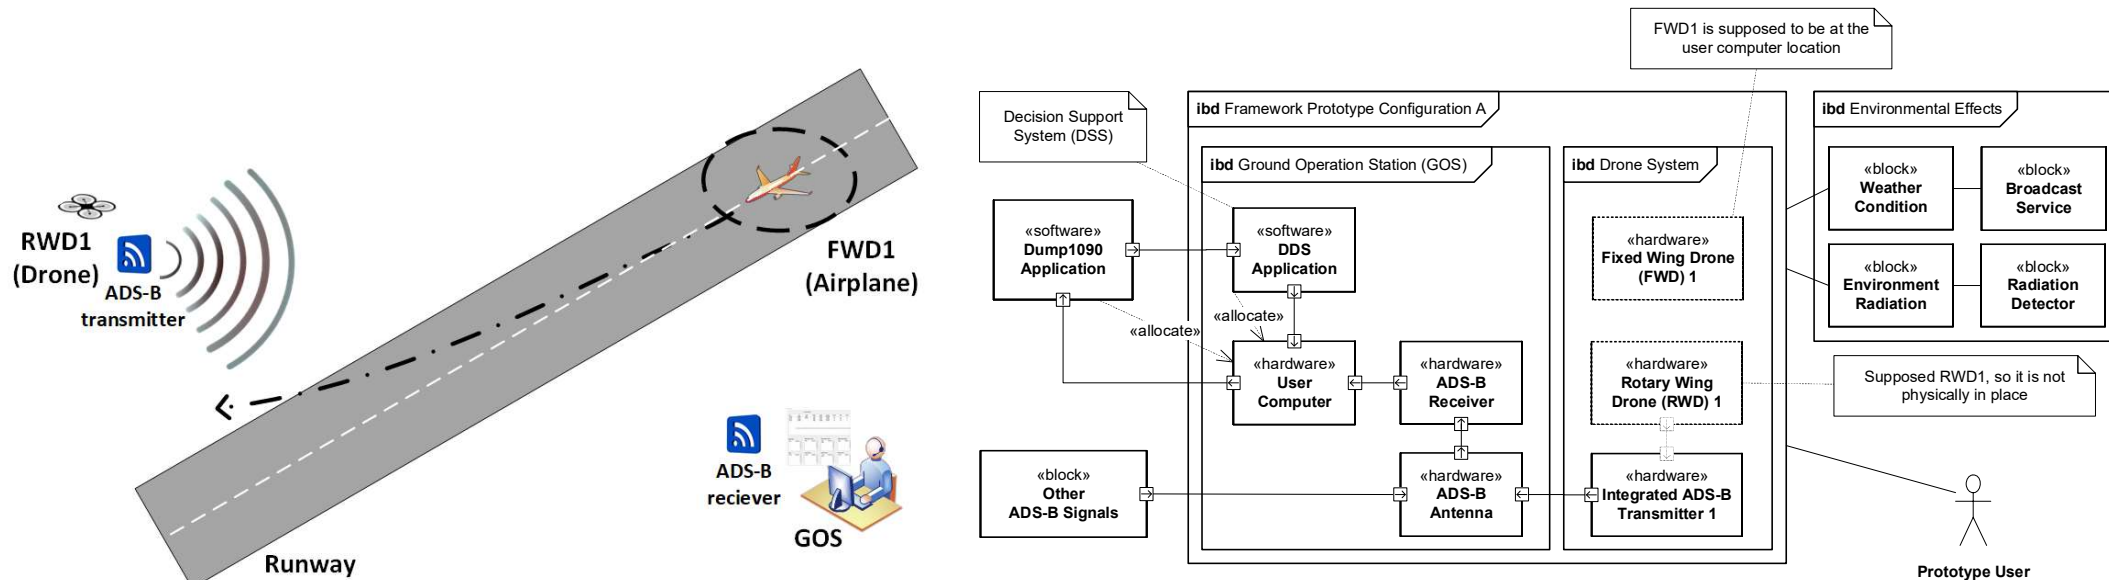 RWD1
(Drone)
ADS-B
transmitter
FWD1
(Airplane)
ADS-B
reciever
GOS
Runway
FWD1 is supposed to be at the
user computer location
Decision Support
System (DSS)
ibd Framework Prototype Configuration A
ibd Environmental Effects
ibd Ground Operation Station (GOS)
ibd Drone System
«software»
Dump1090
Application
«software»
DDS
Application
«hardware»
Fixed Wing Drone
(FWD) 1
«block»
Weather
Condition
«block»
Broadcast
Service
«block»
Environment
Radiation
«block»
Radiation
Detector
«allocate»
«allocate»
«hardware»
User
Computer
«hardware»
ADS-B
Receiver
«hardware»
Rotary Wing
Drone (RWD) 1
Supposed RWD1, so it is not
physically in place
«block»
Other
ADS-B Signals
«hardware»
ADS-B
Antenna
«hardware»
Integrated ADS-B
Transmitter 1
Prototype User